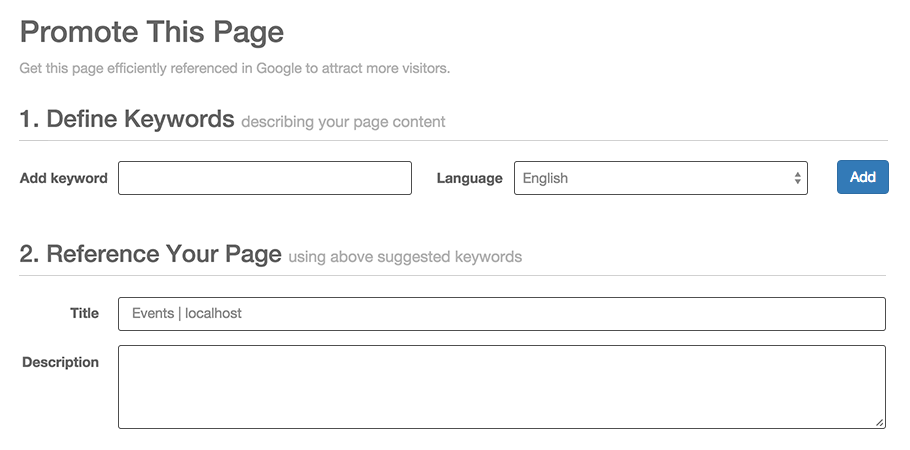 Promote This Page
Get this page efficiently referenced in Google to attract more visitors.
1. Define Keywords describing your page content
Add keyword Language English Add
2. Reference Your Page using above suggested keywords
Title Events | localhost
Description